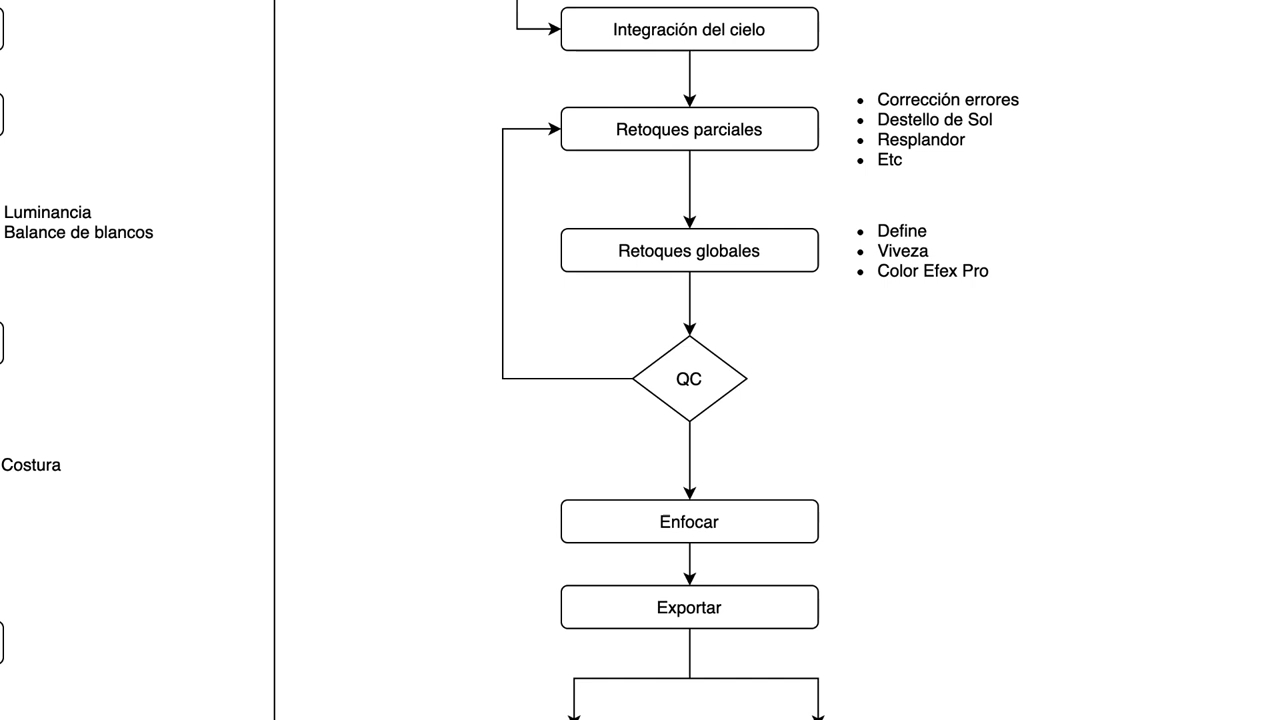 Luminancia
Balance de blancos
Costura
Integración del cielo
Retoques parciales
Corrección errores
Destello de Sol
Resplandor
Etc
Retoques globales
Define
Viveza
Color Efex Pro
QC
Enfocar
Exportar